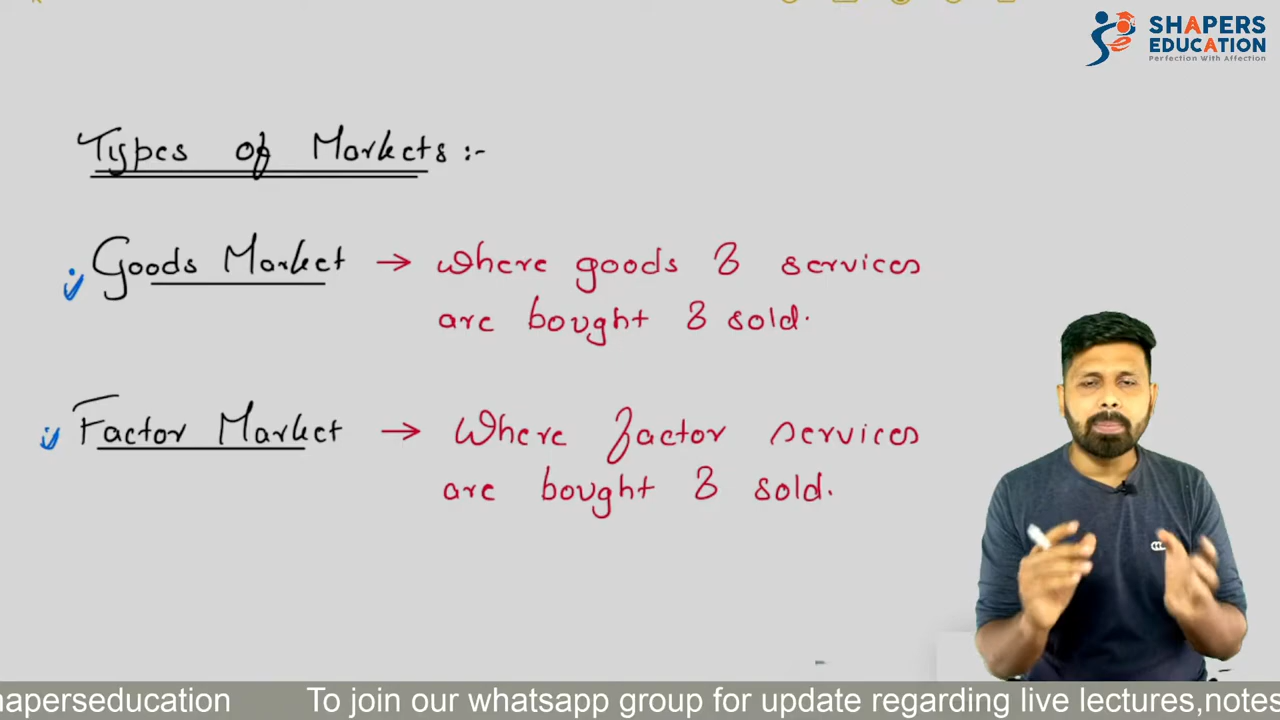 SHAPERS
EDUCATION
Perfection With Affection
Types of Markets :-
Goods Market → where goods & services
are bought & sold.
Factor Market → Where factor services
are bought & sold.
haperseducation To join our whatsapp group for update regarding live lectures,notes